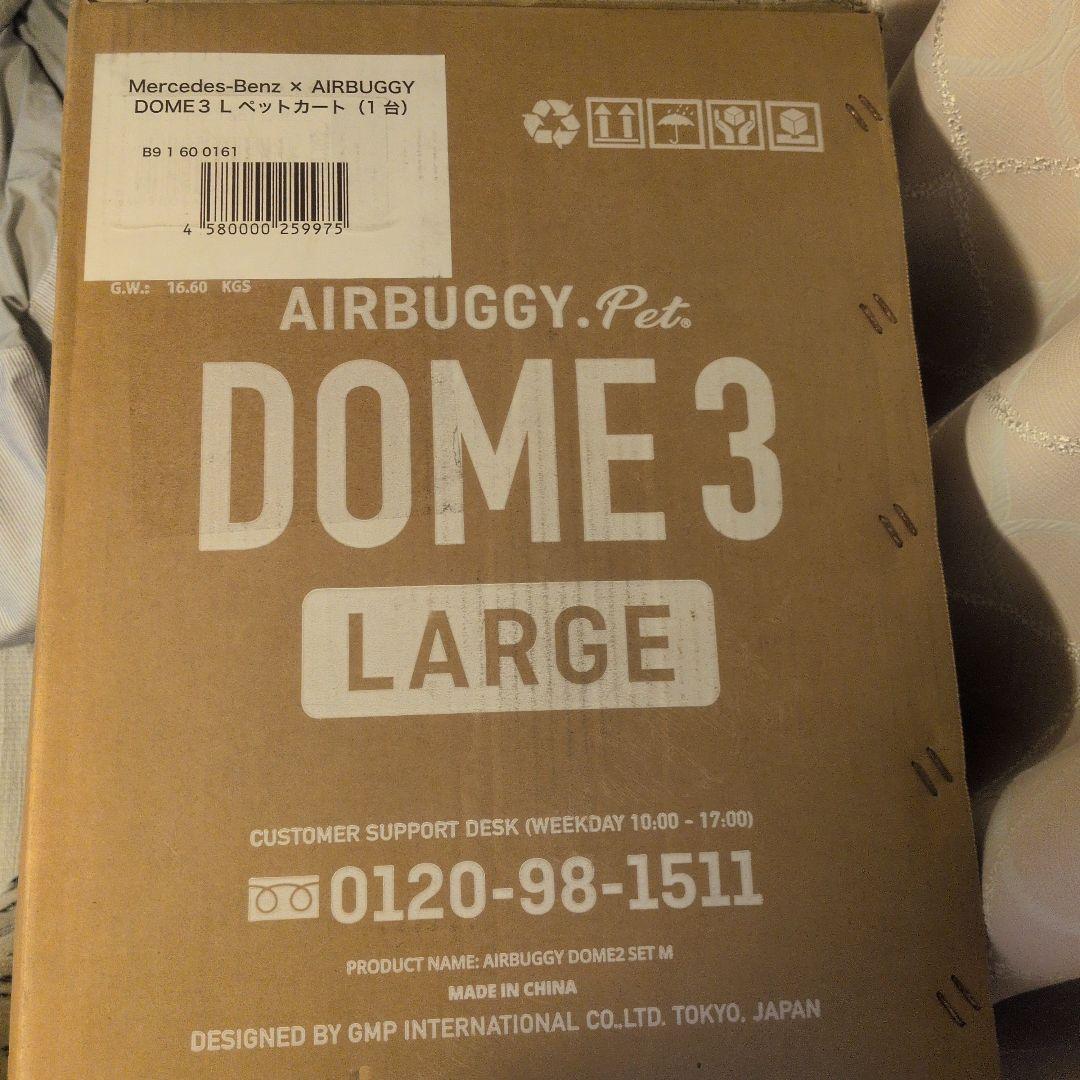 Mercedes-Benz × AIRBUGGY
DOME3 L ペットカート（1 台）
B9 1 60 0161
4 580000 259975
G.W.: 16.60 KGS
AIRBUGGY.Pet®
DOME 3
LARGE
CUSTOMER SUPPORT DESK (WEEKDAY 10:00 - 17:00)
0120-98-1511
PRODUCT NAME: AIRBUGGY DOME2 SET M
MADE IN CHINA
DESIGNED BY GMP INTERNATIONAL CO.,LTD. TOKYO. JAPAN